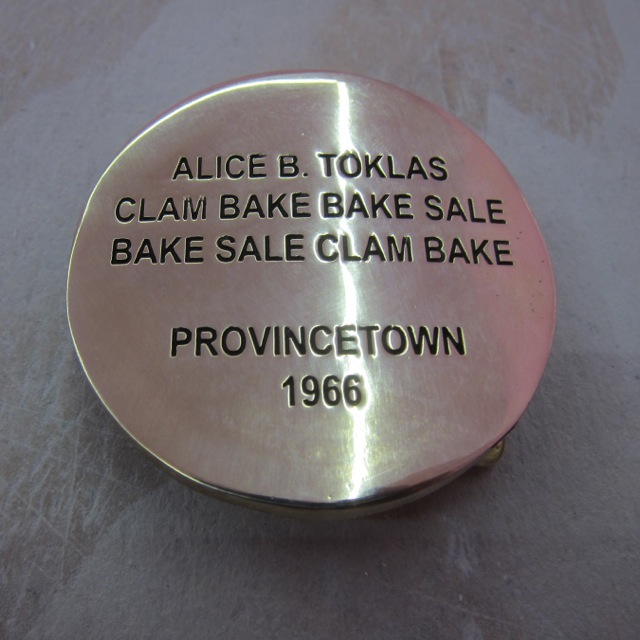 ALICE B. TOKLAS
CLAM BAKE BAKE SALE
BAKE SALE CLAM BAKE
PROVINCETOWN
1966